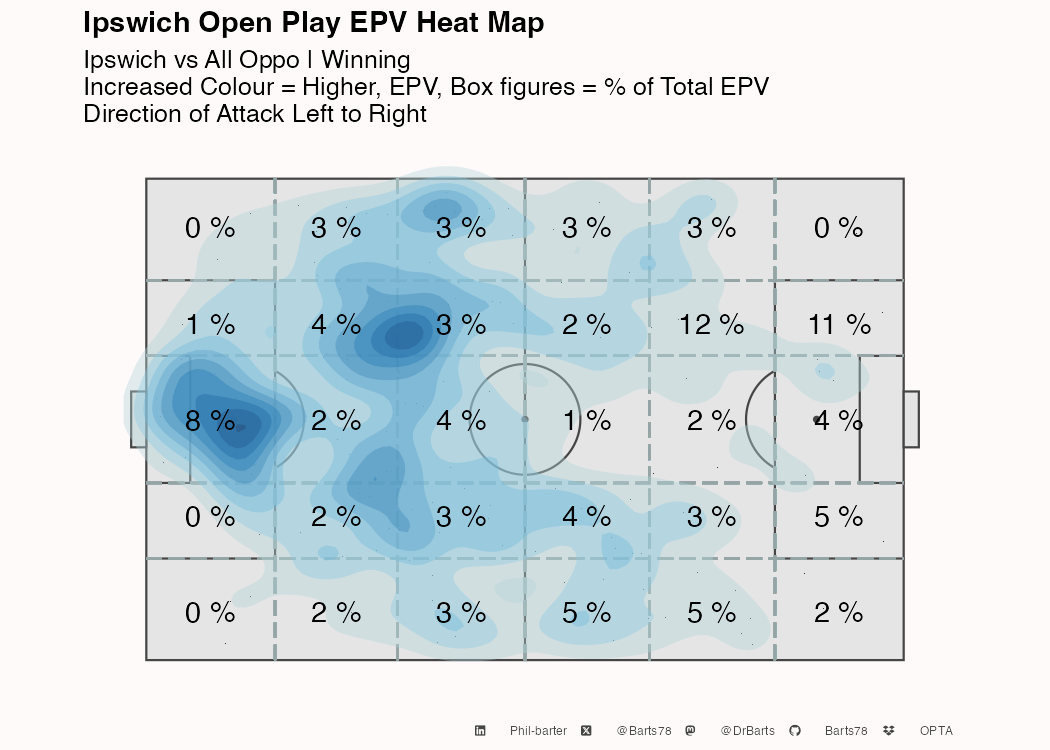 Ipswich Open Play EPV Heat Map
Ipswich vs All Oppo | Winning
Increased Colour = Higher, EPV, Box figures = % of Total EPV
Direction of Attack Left to Right
0 % 3 % 3 % 3 % 3 % 0 %
1 % 4 % 3 % 2 % 12 % 11 %
8 % 2 % 4 % 1 % 2 % 4 %
0 % 2 % 3 % 4 % 3 % 5 %
0 % 2 % 3 % 5 % 5 % 2 %
Phil-barter @Barts78 @DrBarts Barts78 OPTA